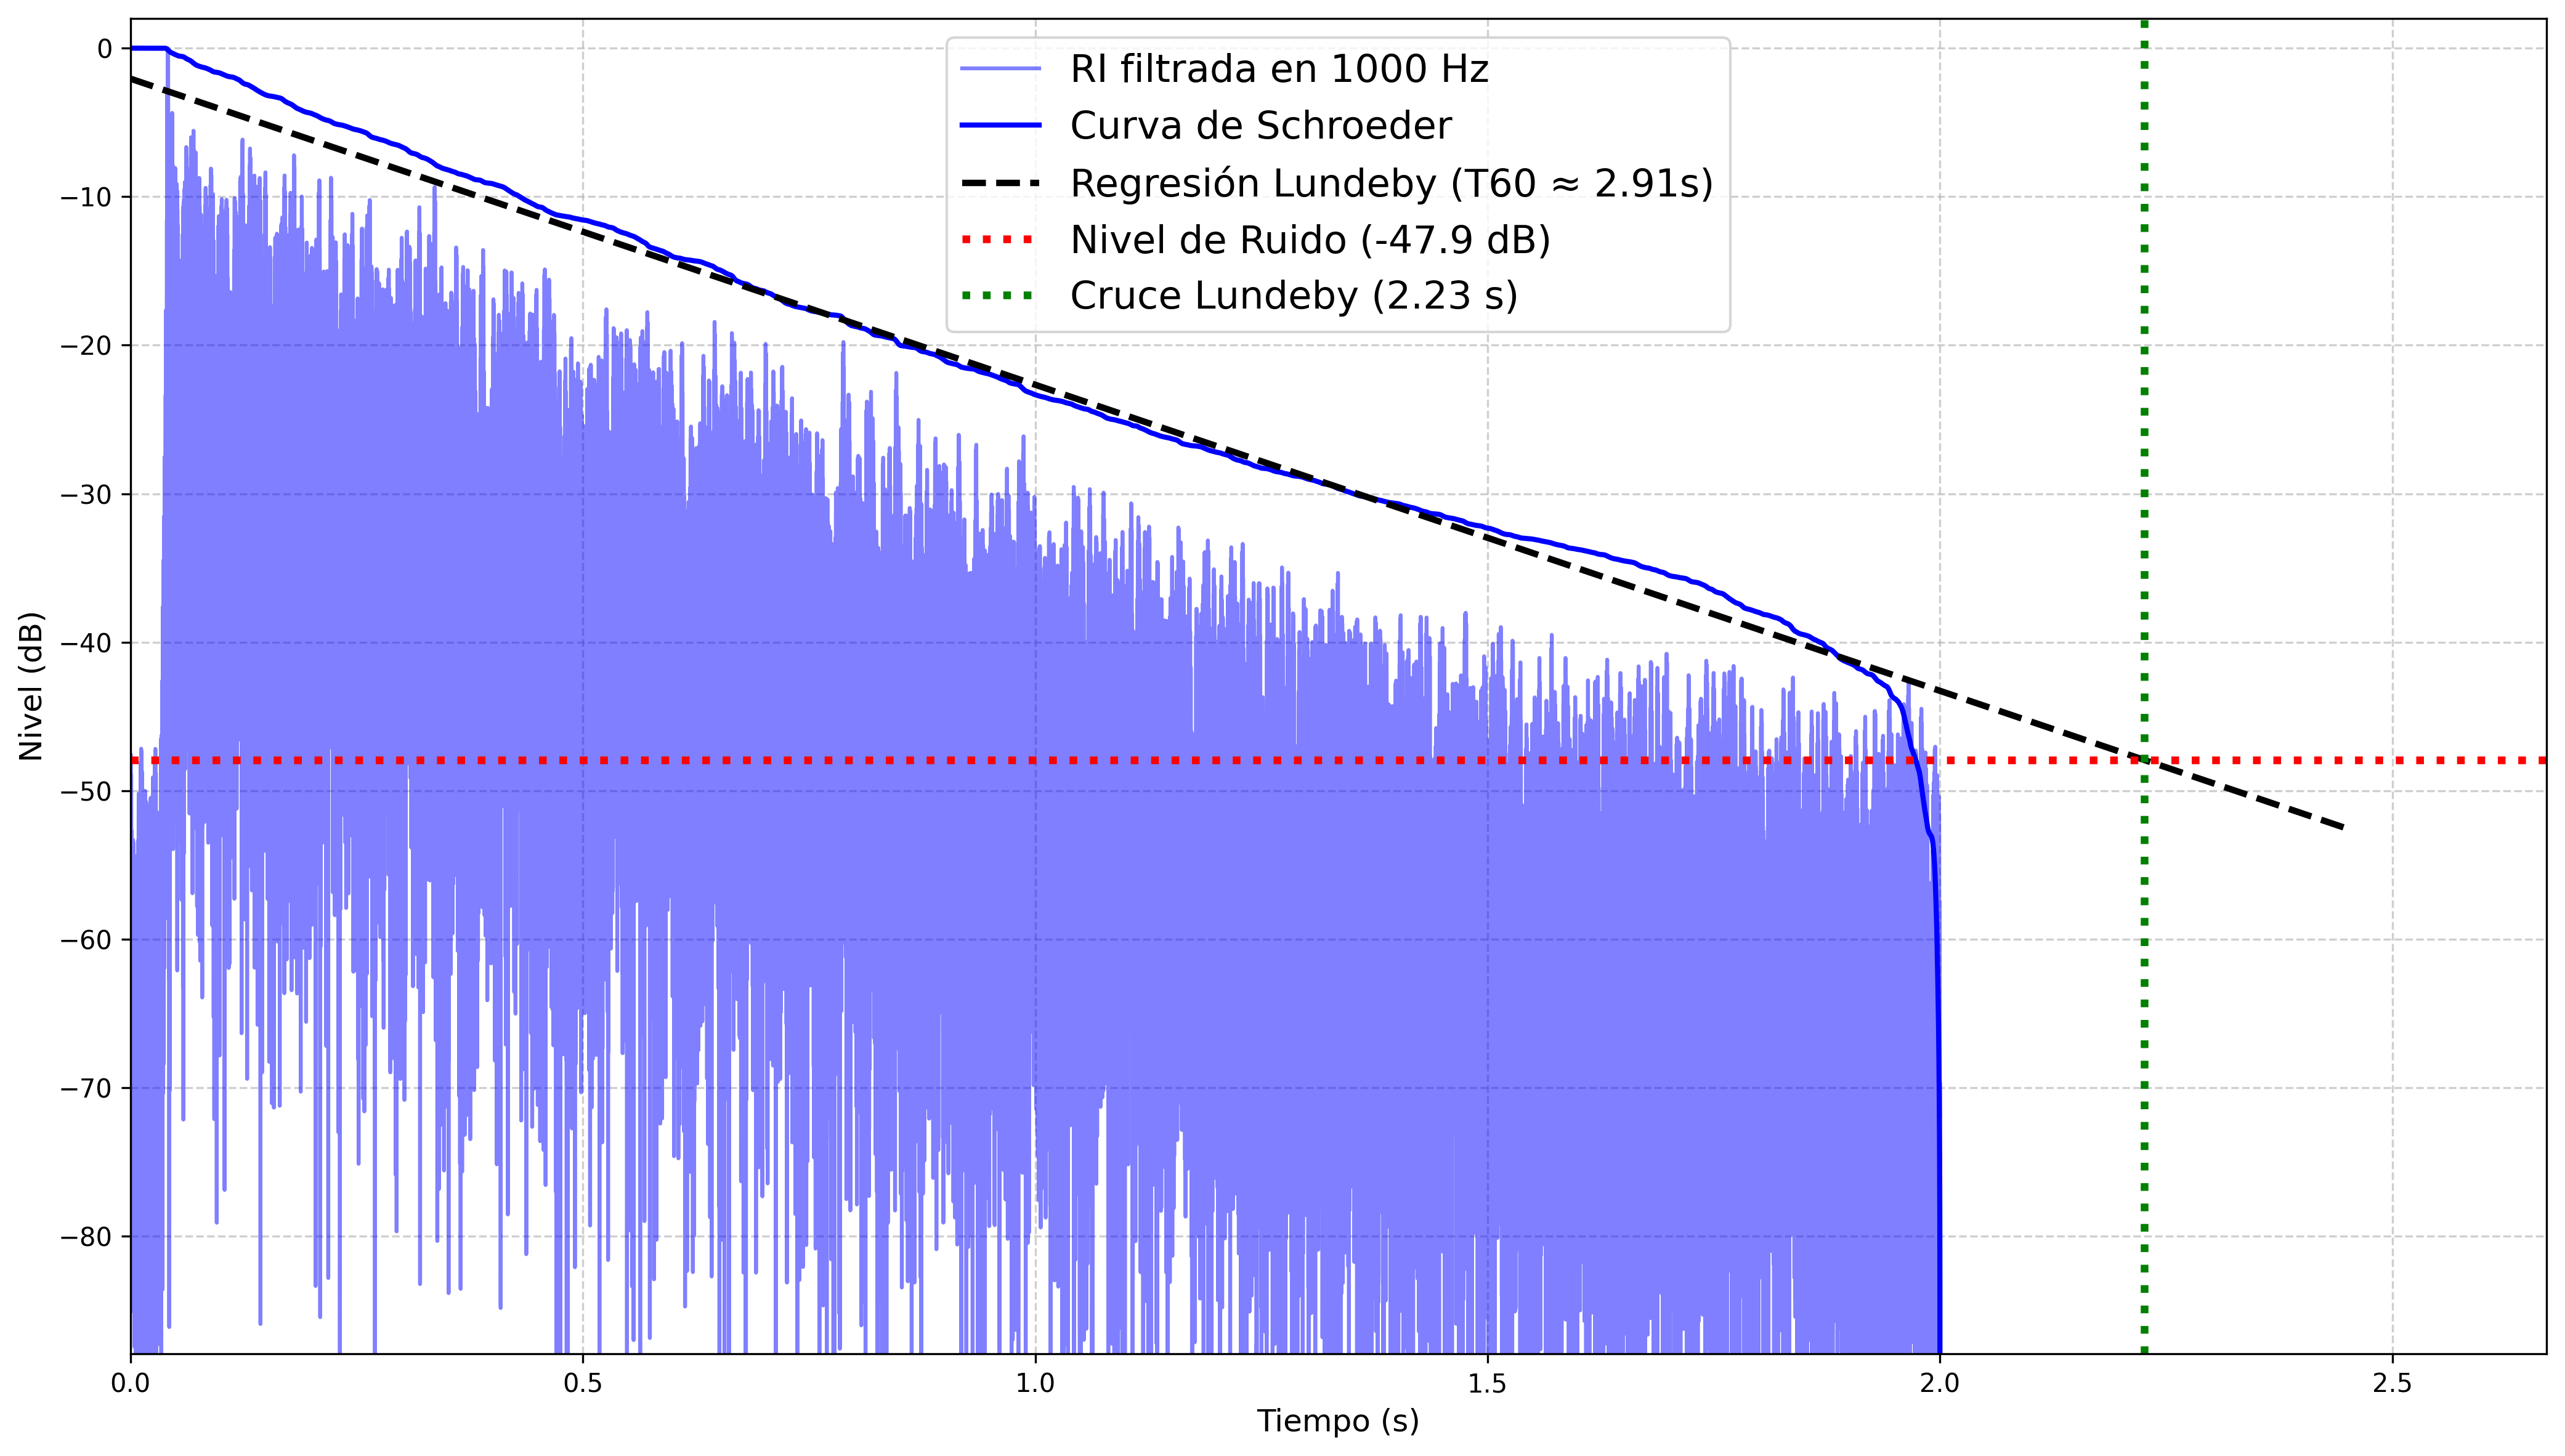 RI filtrada en 1000 Hz
Curva de Schroeder
Regresión Lundeby (T60 ≈ 2.91s)
Nivel de Ruido (-47.9 dB)
Cruce Lundeby (2.23 s)
Nivel (dB)
0
−10
−20
−30
−40
−50
−60
−70
−80
0.0 0.5 1.0 1.5 2.0 2.5
Tiempo (s)